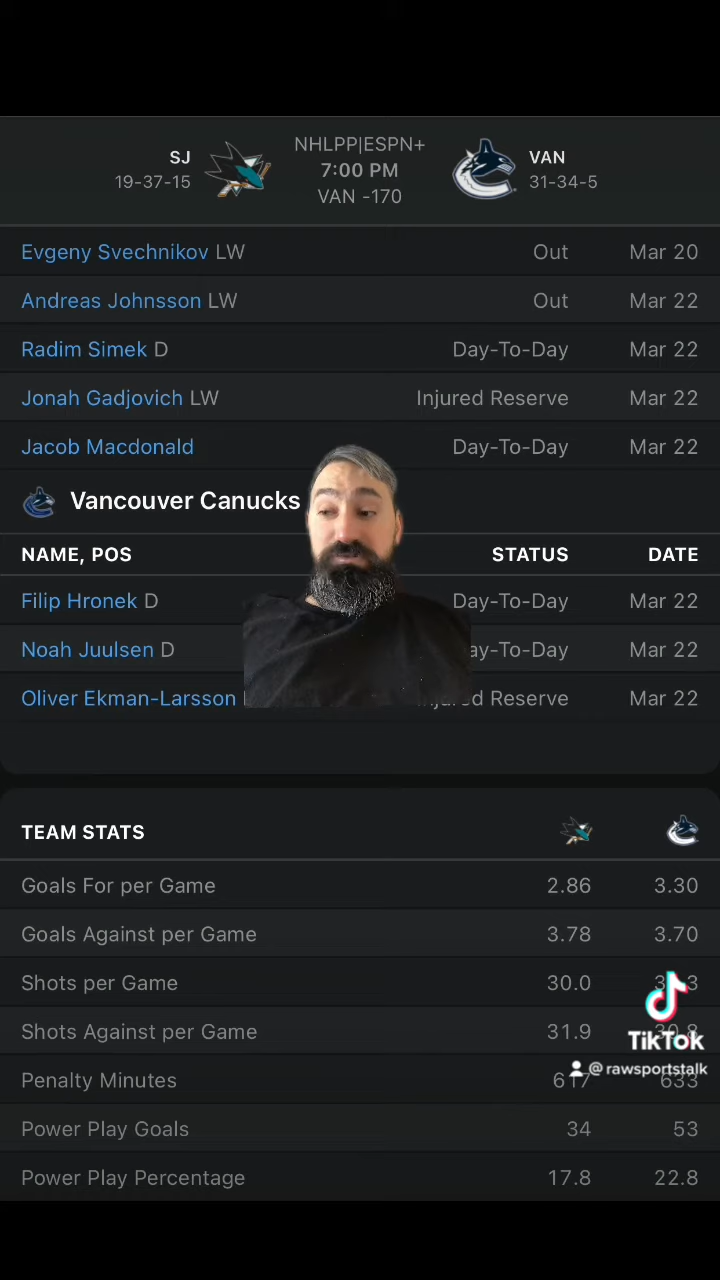 SJ
19-37-15
NHLPP|ESPN+
7:00 PM
VAN -170
VAN
31-34-5
Evgeny Svechnikov LW Out Mar 20
Andreas Johnsson LW Out Mar 22
Radim Simek D Day-To-Day Mar 22
Jonah Gadjovich LW Injured Reserve Mar 22
Jacob Macdonald Day-To-Day Mar 22
Vancouver Canucks
NAME, POS STATUS DATE
Filip Hronek D Day-To-Day Mar 22
Noah Juulsen D ay-To-Day Mar 22
Oliver Ekman-Larsson Reserve Mar 22
TEAM STATS
Goals For per Game 2.86 3.30
Goals Against per Game 3.78 3.70
Shots per Game 30.0
Shots Against per Game 31.9
TikTok
@rawsportstalk
Penalty Minutes 617 633
Power Play Goals 34 53
Power Play Percentage 17.8 22.8